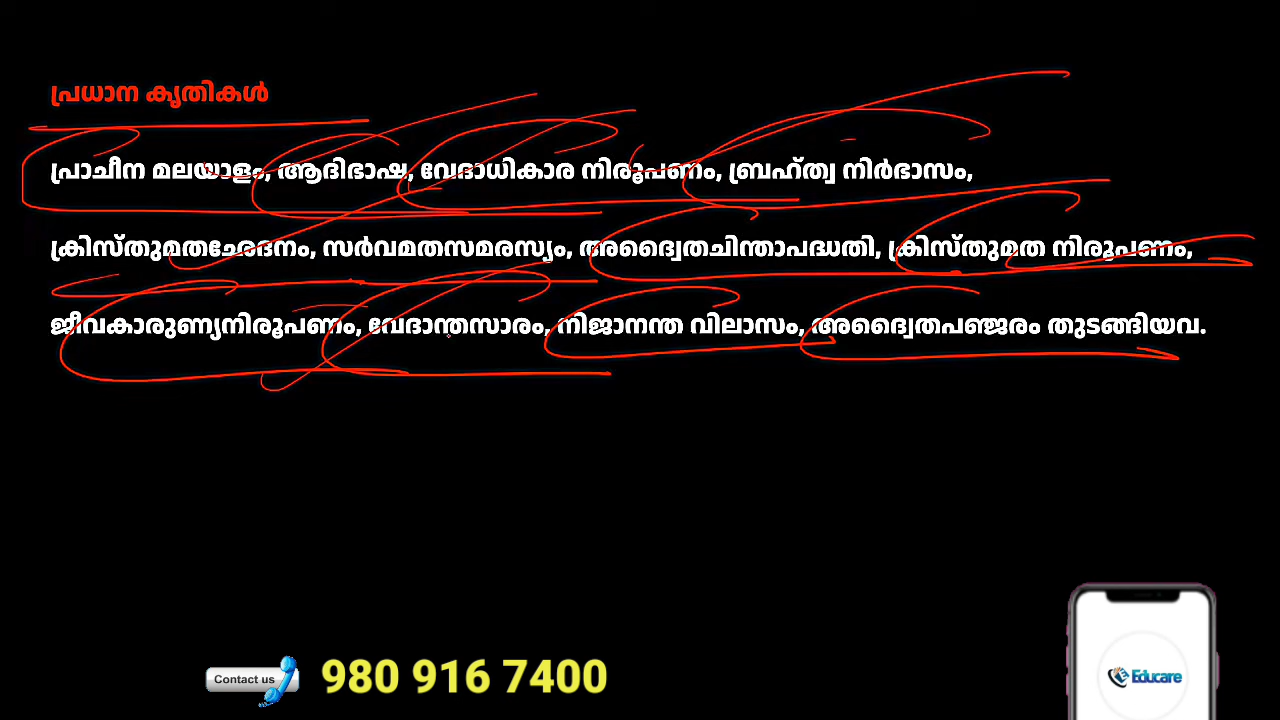 പ്രധാന കൃതികൾ
പ്രാചീന മലയാളം, ആദിഭാഷ, വേദാധികാര നിരൂപണം, ബ്രഹ്ത്വ നിർഭാസം,
ക്രിസ്തുമതഛേദനം, സർവമതസമരസ്യം, അദ്വൈതചിന്താപദ്ധതി, ക്രിസ്തുമത നിരൂപണം,
ജീവകാരുണ്യനിരൂപണം, വേദാന്തസാരം, നിജാനന്ത വിലാസം, അദ്വൈതപഞ്ജരം തുടങ്ങിയവ.
Contact us 980 916 7400
Educare